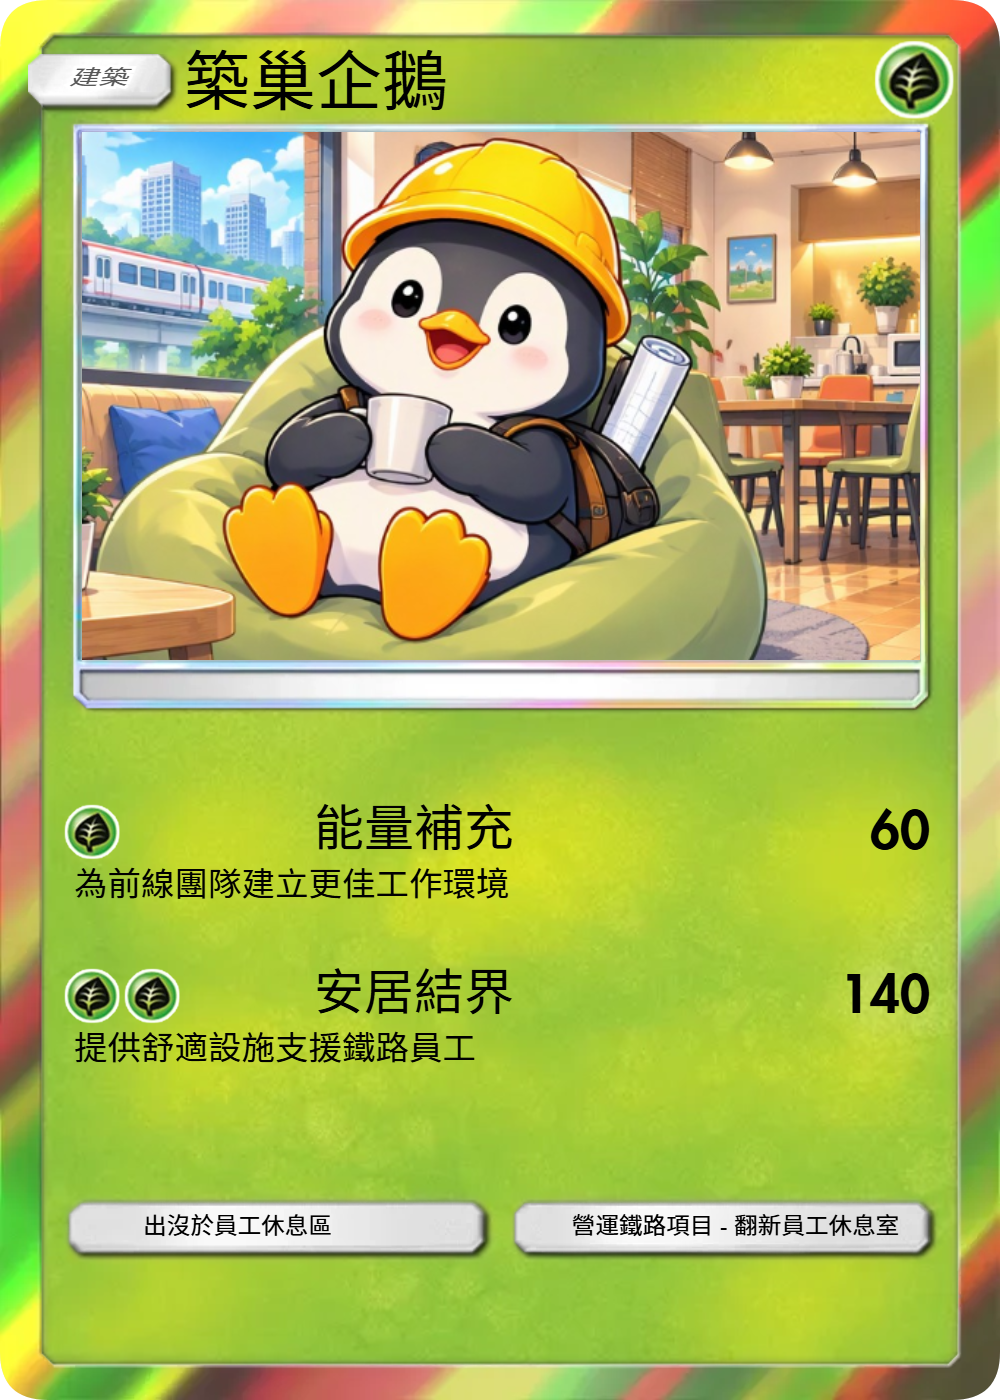 建築
築巢企鵝
能量補充 60
為前線團隊建立更佳工作環境
安居結界 140
提供舒適設施支援鐵路員工
出沒於員工休息區
營運鐵路項目 - 翻新員工休息室